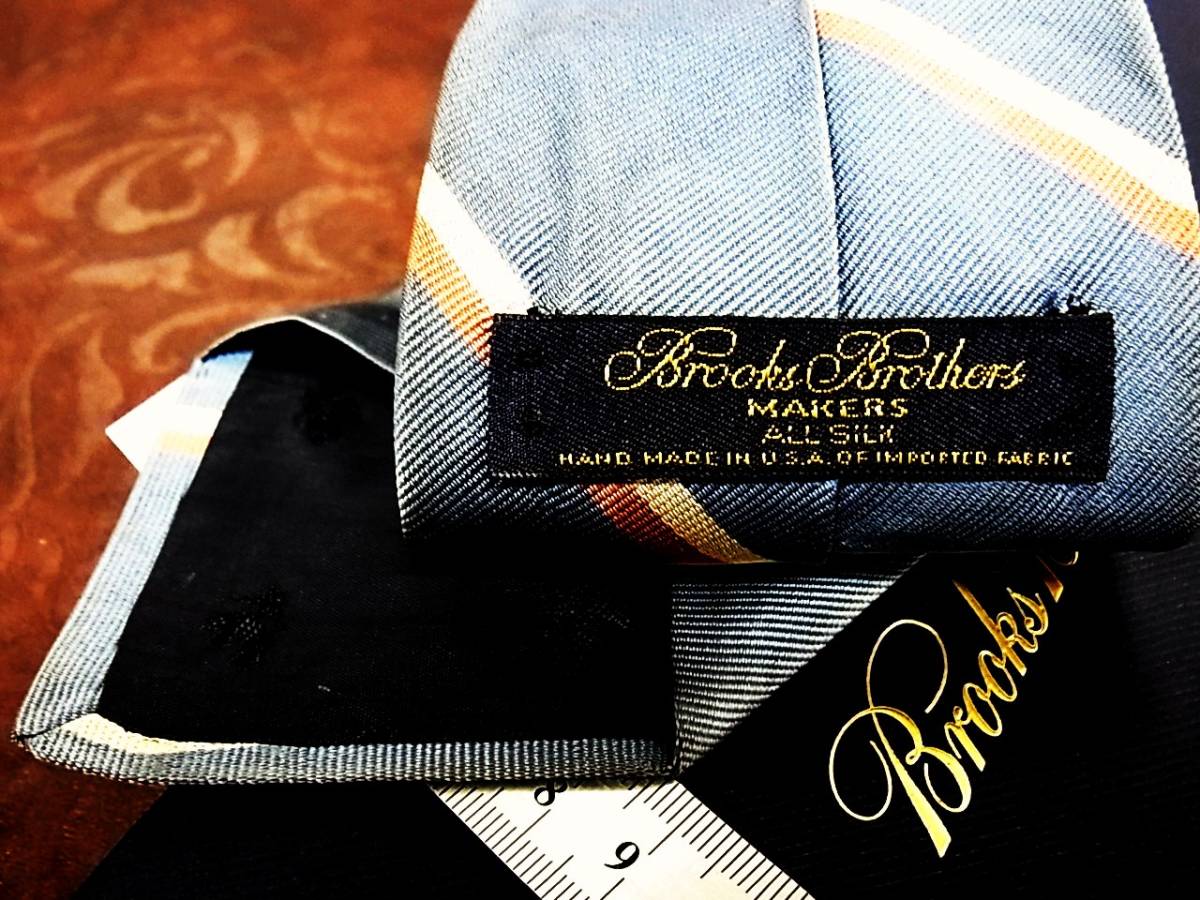 Brooks Brothers
MAKERS
ALL SILK
HAND MADE IN U.S.A. OF IMPORTED FABRIC
Brooks
8
9